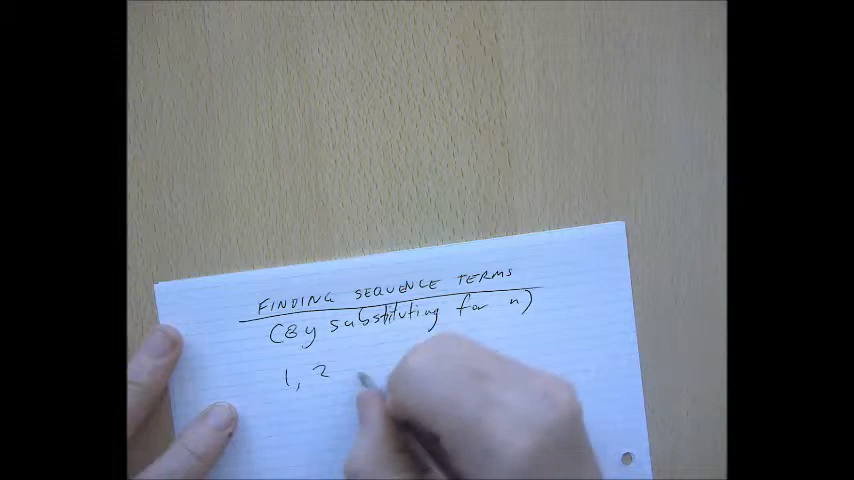 FINDING SEQUENCE TERMS
(By substituting for n)
1, 2